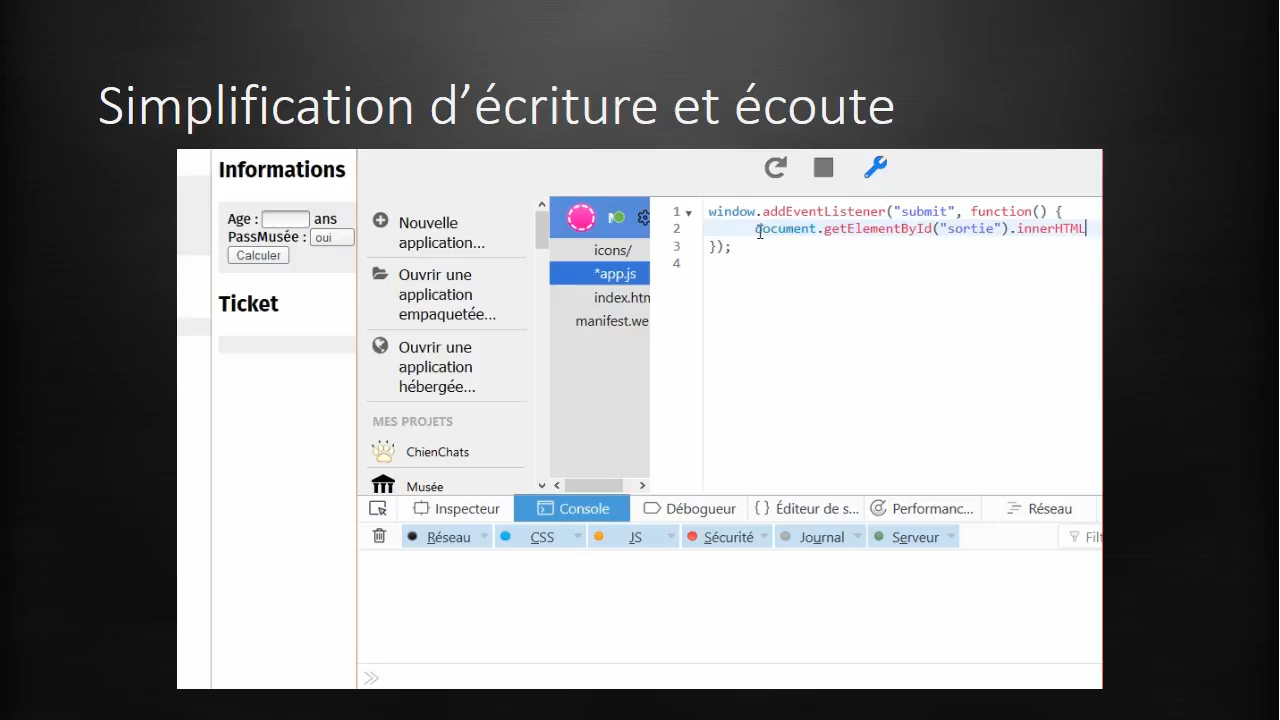 Simplification d’écriture et écoute
Informations
Age : ans
PassMusée : oui
Calculer
Ticket
Nouvelle
application...
Ouvrir une
application
empaquetée...
Ouvrir une
application
hébergée...
MES PROJETS
ChienChats
Musée
icons/
*app.js
index.htm
manifest.we
1 window.addEventListener("submit", function() {
2 document.getElementById("sortie").innerHTML
3 });
4
Inspecteur Console Débogueur { } Éditeur de s... Performanc... Réseau
Réseau CSS JS Sécurité Journal Serveur Filt